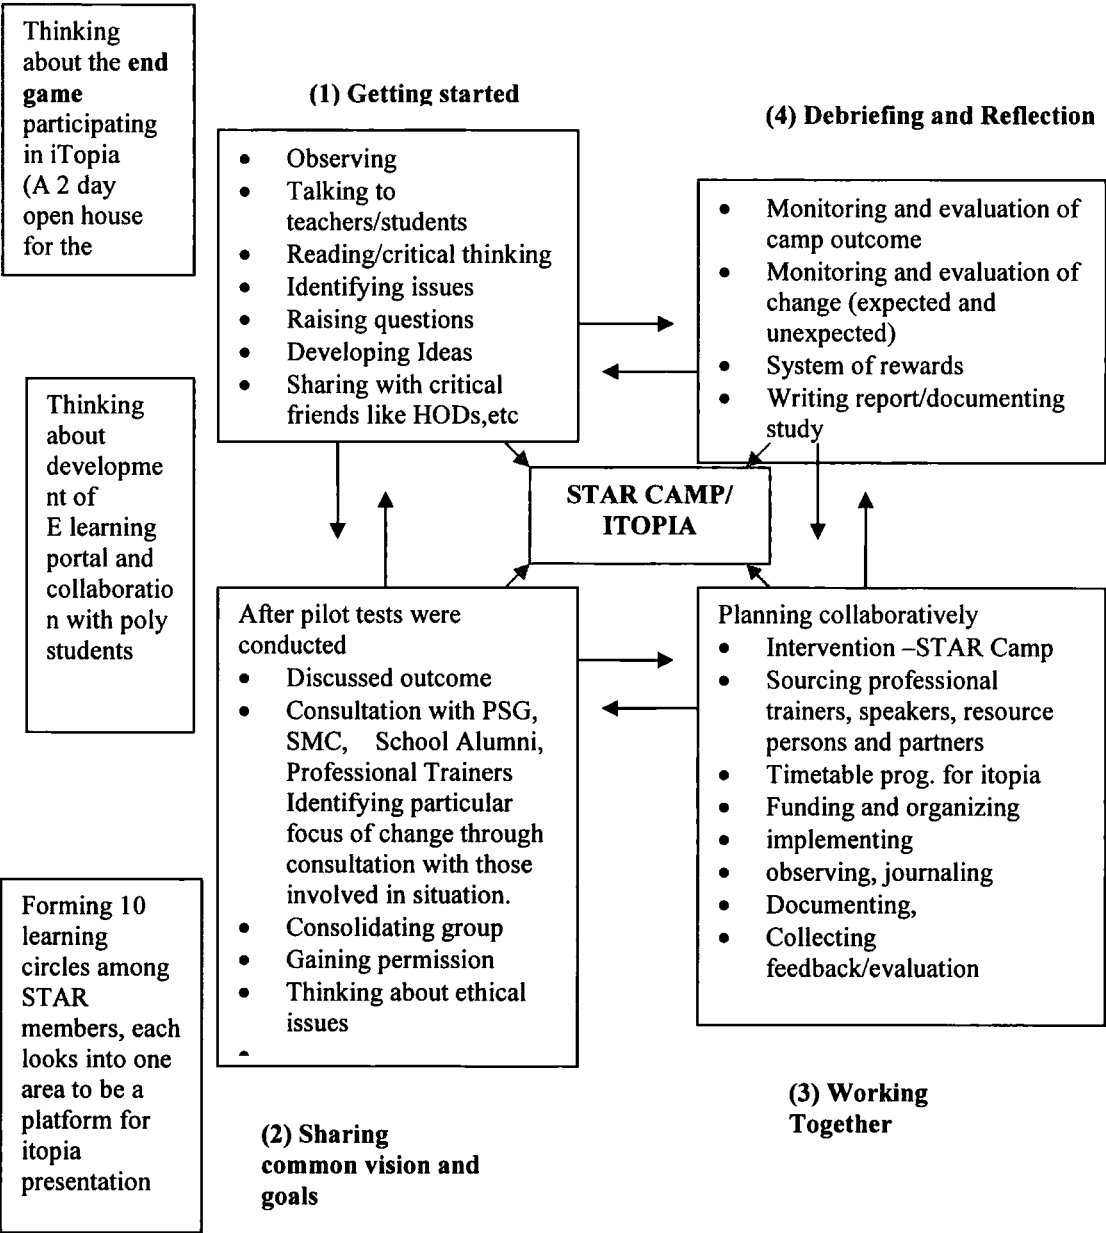 Thinking
about the end
game
participating
in iTopia
(A 2 day
open house
for the
Thinking
about
developme
nt of
E learning
portal and
collaboratio
n with poly
students
Forming 10
learning
circles among
STAR
members, each
looks into one
area to be a
platform for
itopia
presentation
(1) Getting started
• Observing
• Talking to
teachers/students
• Reading/critical thinking
• Identifying issues
• Raising questions
• Developing Ideas
• Sharing with critical
friends like HODs,etc
(4) Debriefing and Reflection
• Monitoring and evaluation of
camp outcome
• Monitoring and evaluation of
change (expected and
unexpected)
• System of rewards
• Writing report/documenting
study
STAR CAMP/
ITOPIA
After pilot tests were
conducted
• Discussed outcome
• Consultation with PSG,
SMC, School Alumni,
Professional Trainers
Identifying particular
focus of change through
consultation with those
involved in situation.
• Consolidating group
• Gaining permission
• Thinking about ethical
issues
(2) Sharing
common vision and
goals
Planning collaboratively
• Intervention –STAR Camp
• Sourcing professional
trainers, speakers, resource
persons and partners
• Timetable prog. for itopia
• Funding and organizing
• implementing
• observing, journaling
• Documenting,
• Collecting
feedback/evaluation
(3) Working
Together